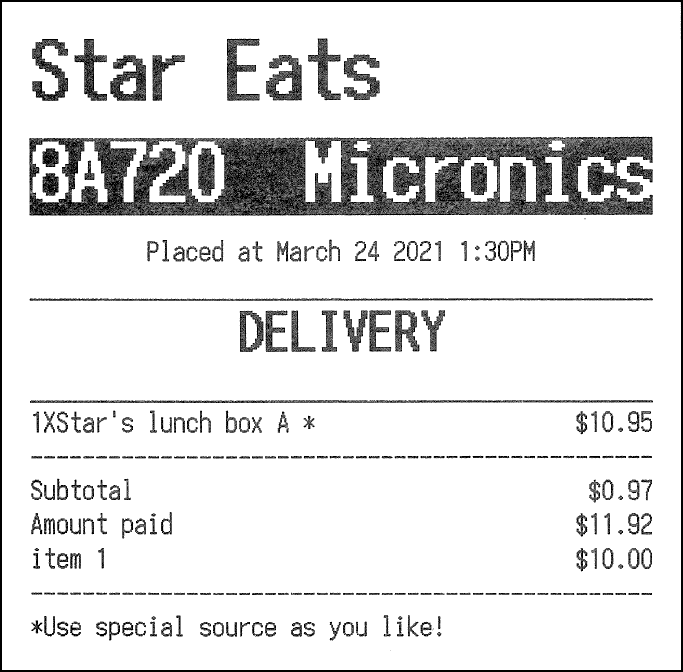 Star Eats
8A720 Micronics
Placed at March 24 2021 1:30PM
DELIVERY
1XStar's lunch box A * $10.95
Subtotal $0.97
Amount paid $11.92
item 1 $10.00
*Use special source as you like!